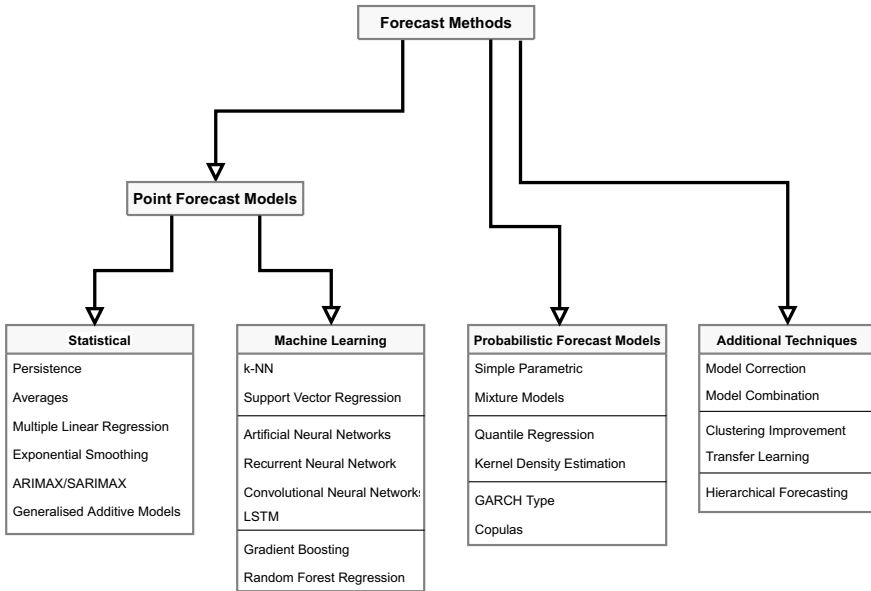 Forecast Methods
Point Forecast Models
Statistical
Persistence
Averages
Multiple Linear Regression
Exponential Smoothing
ARIMAX/SARIMAX
Generalised Additive Models
Machine Learning
k-NN
Support Vector Regression
Artificial Neural Networks
Recurrent Neural Network
Convolutional Neural Networks
LSTM
Gradient Boosting
Random Forest Regression
Probabilistic Forecast Models
Simple Parametric
Mixture Models
Quantile Regression
Kernel Density Estimation
GARCH Type
Copulas
Additional Techniques
Model Correction
Model Combination
Clustering Improvement
Transfer Learning
Hierarchical Forecasting